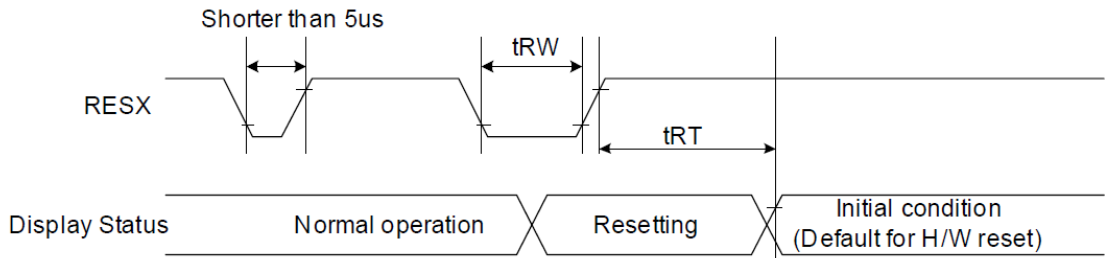 Shorter than 5us
tRW
RESX
tRT
Display Status
Normal operation
Resetting
Initial condition
(Default for H/W reset)